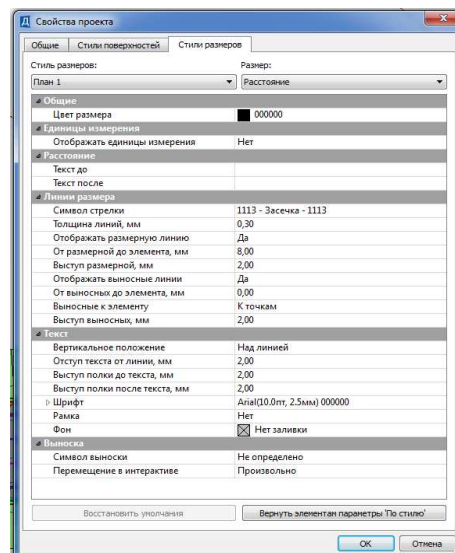 Свойства проекта
Общие Стили поверхностей Стили размеров
Стиль размеров: Размер:
План 1 Расстояние
Общие
Цвет размера 000000
Единицы измерения
Отображать единицы измерения Нет
Расстояние
Текст до
Текст после
Линии размера
Символ стрелки 1113 - Засечка - 1113
Толщина линий, мм 0,30
Отображать размерную линию Да
От размерной до элемента, мм 8,00
Выступ размерной, мм 2,00
Отображать выносные линии Да
От выносных до элемента, мм 0,00
Выносные к элементу К точкам
Выступ выносных, мм 2,00
Текст
Вертикальное положение Над линией
Отступ текста от линии, мм 2,00
Выступ полки до текста, мм 2,00
Выступ полки после текста, мм 2,00
Шрифт Arial(10.0пт, 2.5мм) 000000
Рамка Нет
Фон Нет заливки
Выноска
Символ выноски Не определено
Перемещение в интерактиве Произвольно
Восстановить умолчания Вернуть элементам параметры 'По стилю'
ОК Отмена